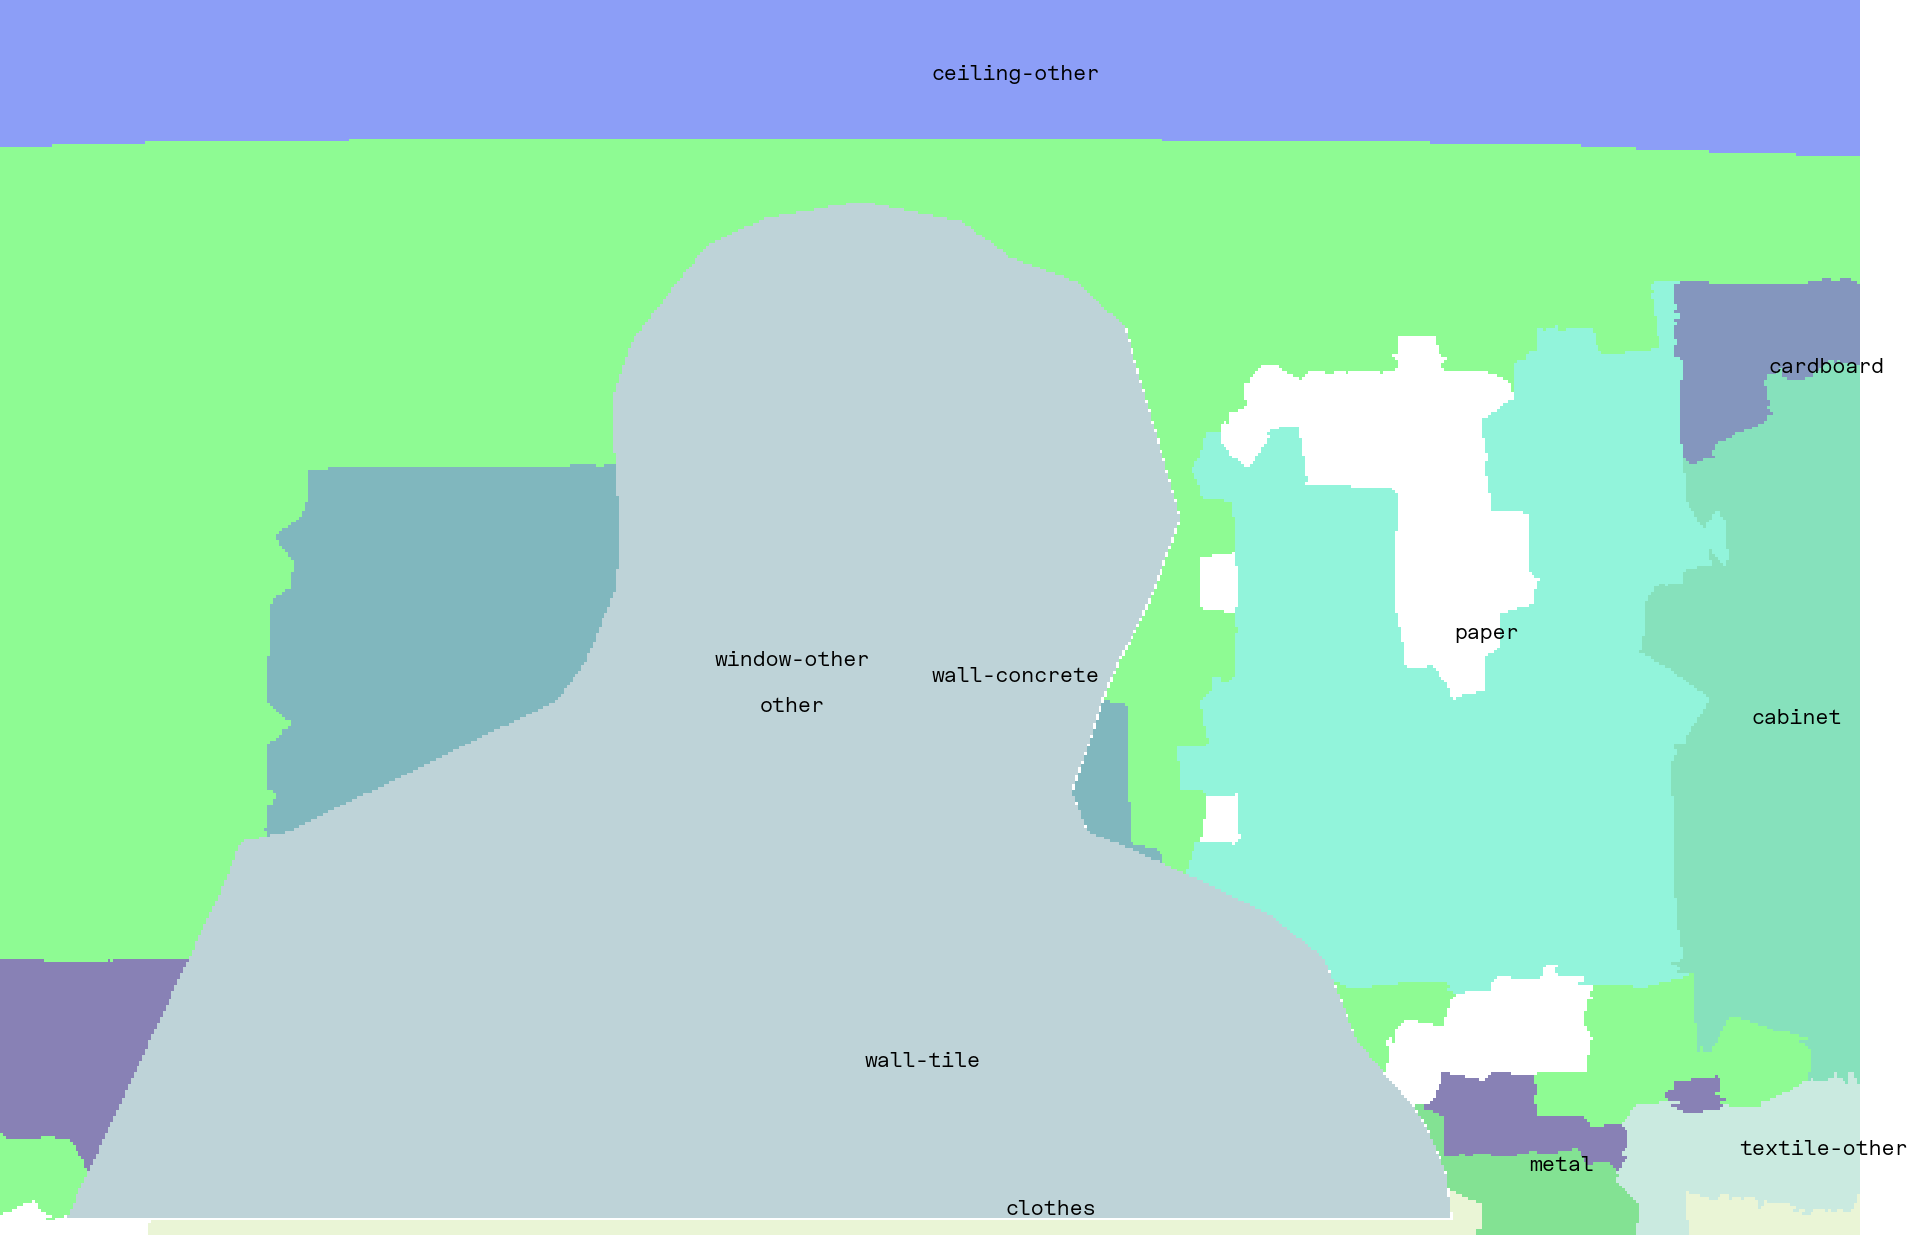 ceiling-other
cardboard
paper
window-other
wall-concrete
other
cabinet
wall-tile
textile-other
metal
clothes